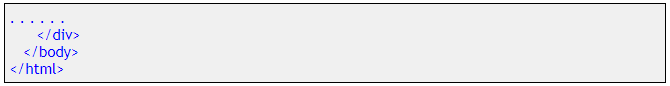 . . . . . .
</div>
</body>
</html>